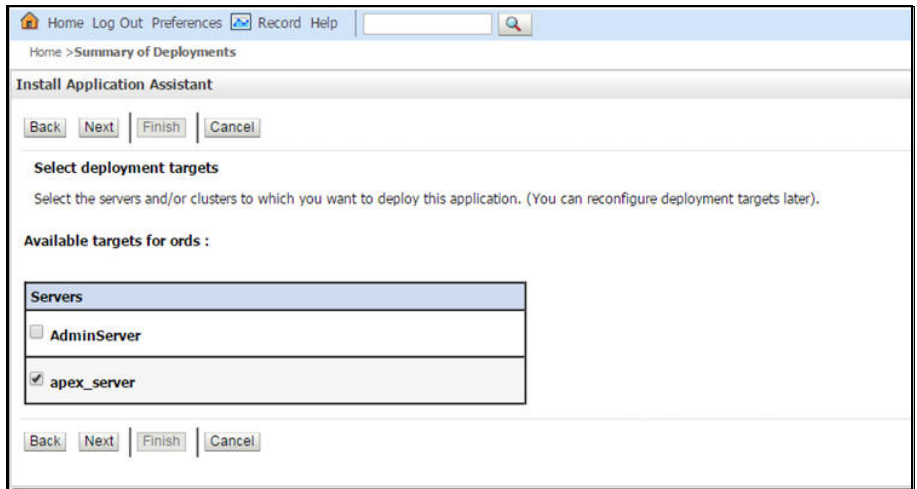 Home Log Out Preferences Record Help
Home >Summary of Deployments
Install Application Assistant
Back Next Finish Cancel
Select deployment targets
Select the servers and/or clusters to which you want to deploy this application. (You can reconfigure deployment targets later).
Available targets for ords :
Servers
AdminServer
apex_server
Back Next Finish Cancel